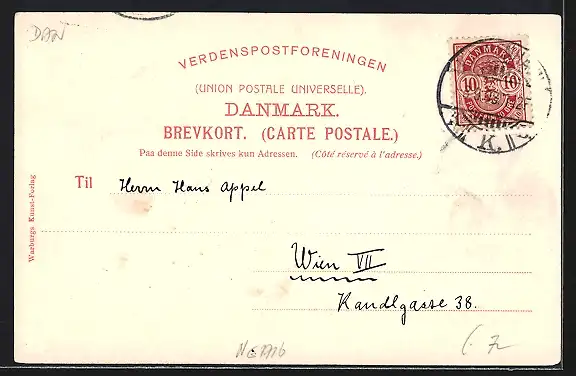 DAN
VERDENSPOSTFORENINGEN
(UNION POSTALE UNIVERSELLE).
DANMARK.
BREVKORT. (CARTE POSTALE.)
Paa denne Side skrives kun Adressen. (Côté réservé à l'adresse.)
DANMARK
10 10
K.
Til Herrn Hans Appel
Wien VII
Kandlgasse 38.
Warburgs Kunst-Forlag